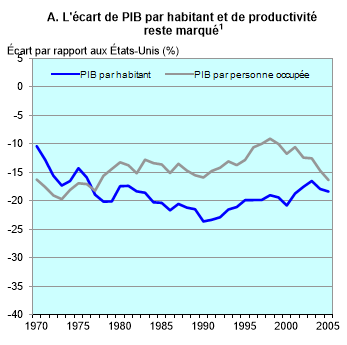 A. L'écart de PIB par habitant et de productivité
reste marqué1
Écart par rapport aux États-Unis (%)
5
PIB par habitant PIB par personne occupée
0
-5
-10
-15
-20
-25
-30
-35
-40
1970 1975 1980 1985 1990 1995 2000 2005